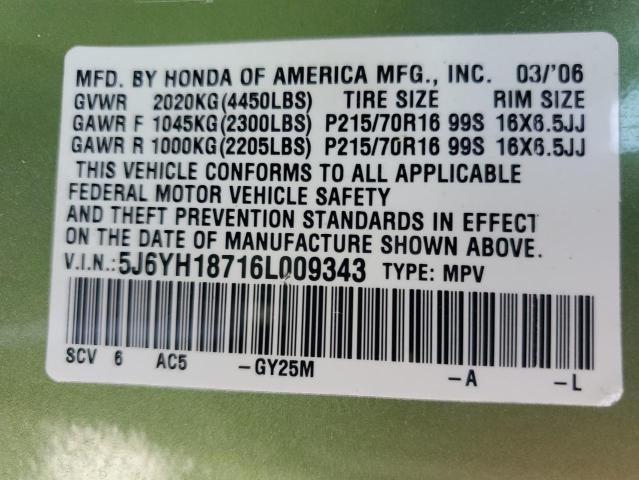 MFD. BY HONDA OF AMERICA MFG., INC. 03/'06
GVWR 2020KG(4450LBS) TIRE SIZE RIM SIZE
GAWR F 1045KG(2300LBS) P215/70R16 99S 16X6.5JJ
GAWR R 1000KG(2205LBS) P215/70R16 99S 16X6.5JJ
THIS VEHICLE CONFORMS TO ALL APPLICABLE
FEDERAL MOTOR VEHICLE SAFETY
AND THEFT PREVENTION STANDARDS IN EFFECT
ON THE DATE OF MANUFACTURE SHOWN ABOVE.
V.I.N.:5J6YH18716L009343 TYPE: MPV
SCV 6 AC5 -GY25M -A -L